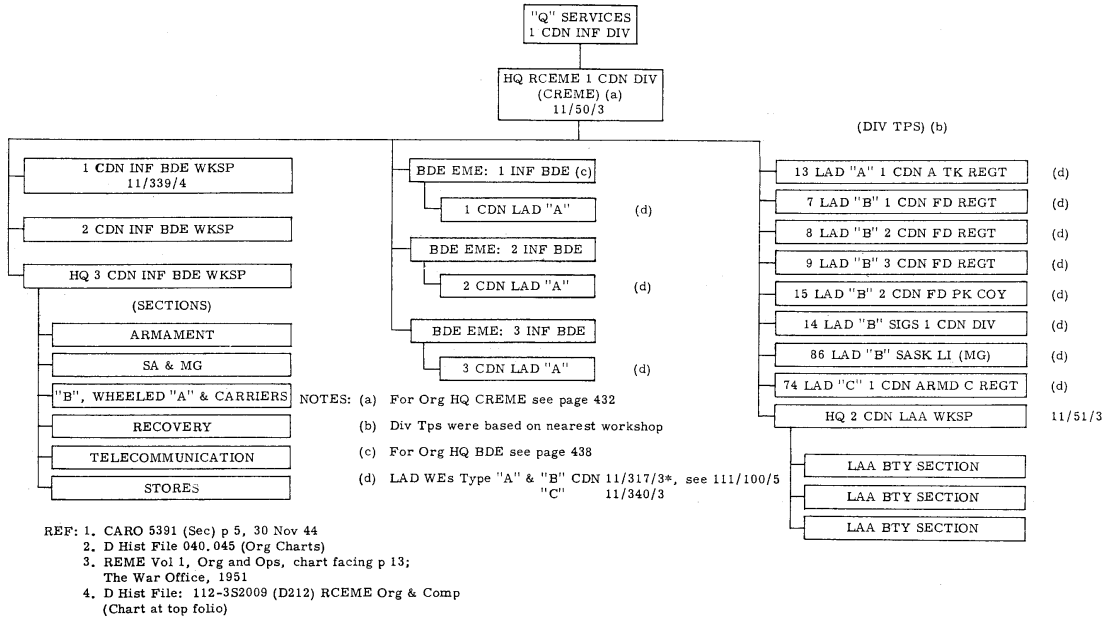 "Q" SERVICES
1 CDN INF DIV
HQ RCEME 1 CDN DIV
(CREME) (a)
11/50/3
(DIV TPS) (b)
1 CDN INF BDE WKSP
11/339/4
2 CDN INF BDE WKSP
HQ 3 CDN INF BDE WKSP
(SECTIONS)
ARMAMENT
SA & MG
"B", WHEELED "A" & CARRIERS
RECOVERY
TELECOMMUNICATION
STORES
BDE EME: 1 INF BDE (c)
1 CDN LAD "A" (d)
BDE EME: 2 INF BDE
2 CDN LAD "A" (d)
BDE EME: 3 INF BDE
3 CDN LAD "A" (d)
13 LAD "A" 1 CDN A TK REGT (d)
7 LAD "B" 1 CDN FD REGT (d)
8 LAD "B" 2 CDN FD REGT (d)
9 LAD "B" 3 CDN FD REGT (d)
15 LAD "B" 2 CDN FD PK COY (d)
14 LAD "B" SIGS 1 CDN DIV (d)
86 LAD "B" SASK LI (MG) (d)
74 LAD "C" 1 CDN ARMD C REGT (d)
HQ 2 CDN LAA WKSP 11/51/3
LAA BTY SECTION
LAA BTY SECTION
LAA BTY SECTION
NOTES: (a) For Org HQ CREME see page 432
(b) Div Tps were based on nearest workshop
(c) For Org HQ BDE see page 438
(d) LAD WEs Type "A" & "B" CDN 11/317/3*, see 111/100/5
"C" 11/340/3
REF: 1. CARO 5391 (Sec) p 5, 30 Nov 44
2. D Hist File 040.045 (Org Charts)
3. REME Vol 1, Org and Ops, chart facing p 13;
The War Office, 1951
4. D Hist File: 112-3S2009 (D212) RCEME Org & Comp
(Chart at top folio)